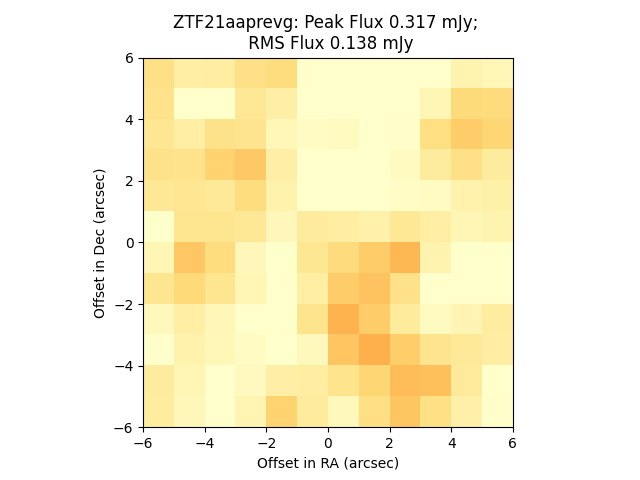 ZTF21aaprevg: Peak Flux 0.317 mJy;
RMS Flux 0.138 mJy
6
4
2
0
−2
−4
−6
Offset in Dec (arcsec)
−6 −4 −2 0 2 4 6
Offset in RA (arcsec)